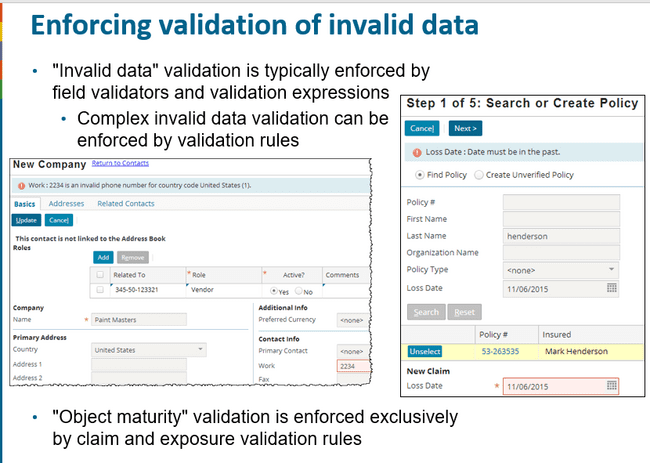 Enforcing validation of invalid data
• "Invalid data" validation is typically enforced by
field validators and validation expressions
• Complex invalid data validation can be
enforced by validation rules
New Company Return to Contacts
Work : 2234 is an invalid phone number for country code United States (1).
Basics Addresses Related Contacts
Update Cancel
This contact is not linked to the Address Book
Roles
Add Remove
Related To * Role * Active? Comments
345-50-123321 Vendor Yes No
Company
Name * Paint Masters
Primary Address
Country United States
Address 1
Address 2
Additional Info
Preferred Currency <none>
Contact Info
Primary Contact <none>
Work 2234
Fax
Step 1 of 5: Search or Create Policy
Cancel Next >
Loss Date : Date must be in the past.
Find Policy Create Unverified Policy
Policy #
First Name
Last Name henderson
Organization Name
Policy Type <none>
Loss Date 11/06/2015
Search Reset
Policy # Insured
Unselect 53-263535 Mark Henderson
New Claim
Loss Date * 11/06/2015
• "Object maturity" validation is enforced exclusively
by claim and exposure validation rules